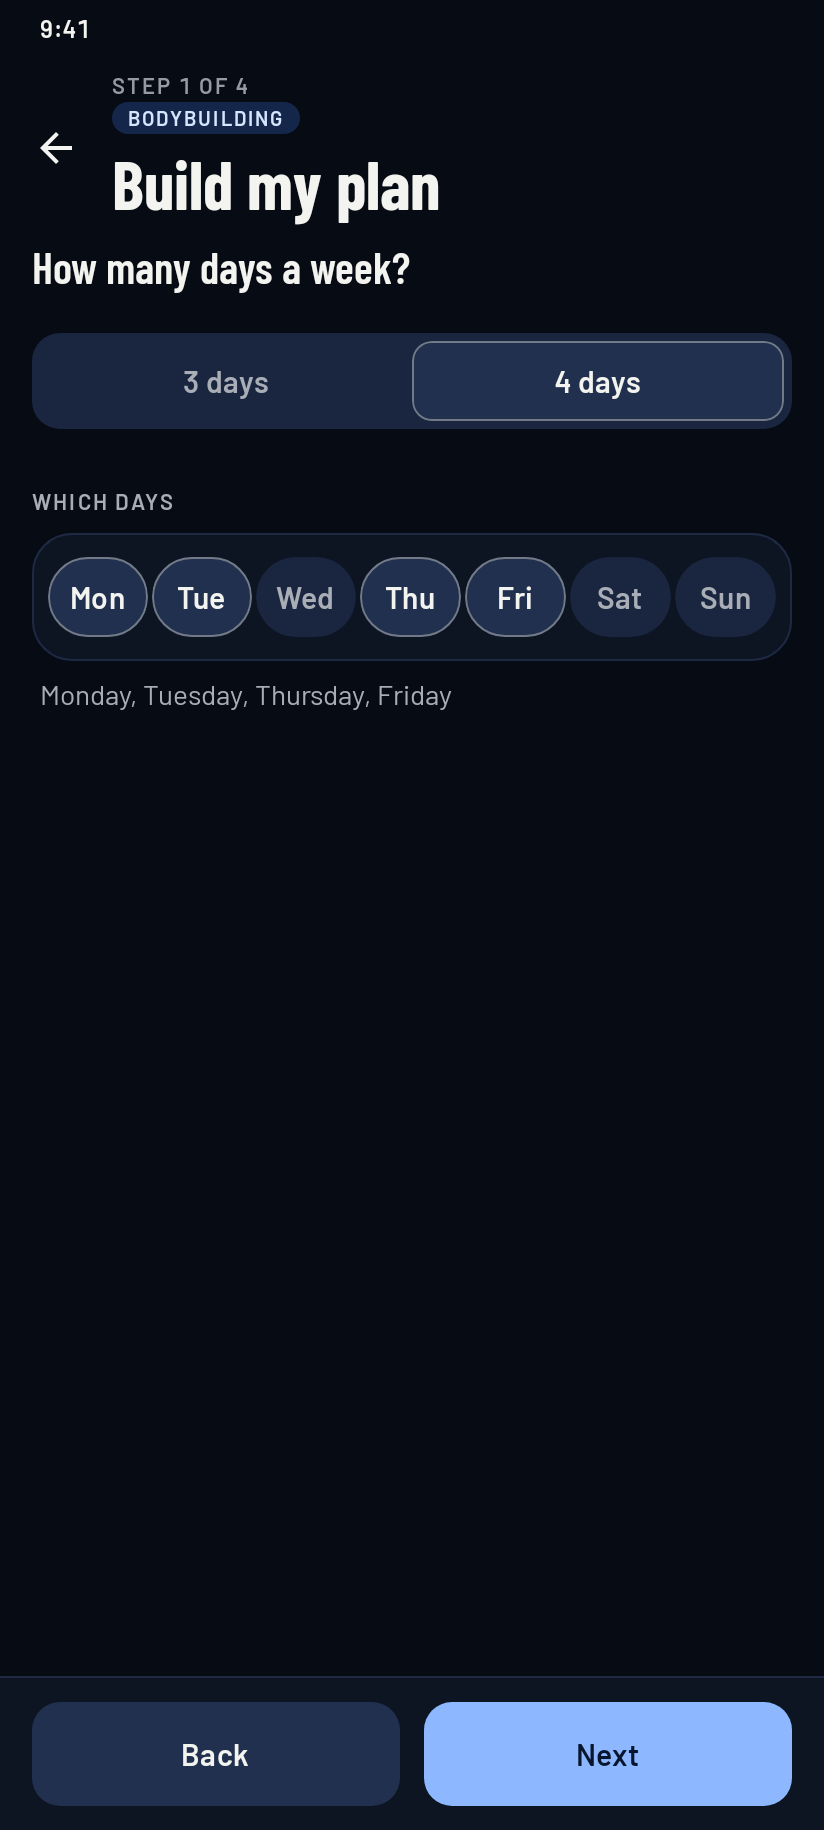 9:41
STEP 1 OF 4
BODYBUILDING
Build my plan
How many days a week?
3 days 4 days
WHICH DAYS
Mon Tue Wed Thu Fri Sat Sun
Monday, Tuesday, Thursday, Friday
Back Next